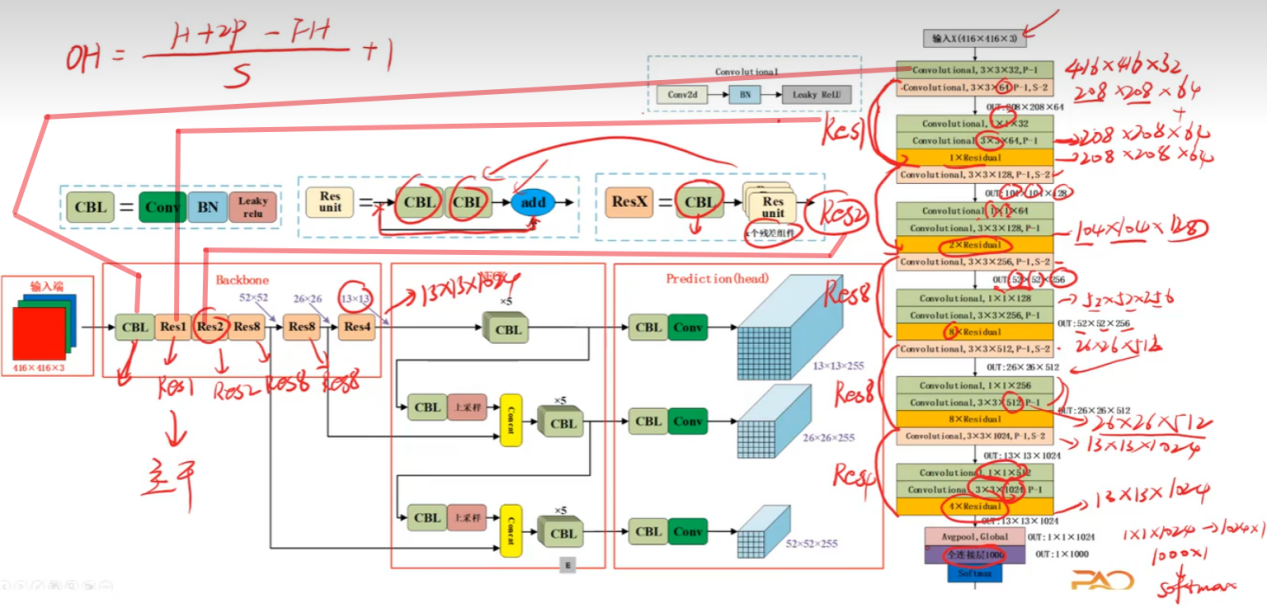 OH = (H+2P-FH)/S + 1
Convolutional
Conv2d
BN
Leaky ReLU
CBL
=
Conv
BN
Leaky
relu
Res
unit
=
CBL
CBL
add
ResX
=
CBL
Res
unit
个残差组件
Res2
输入端
416×416×3
Backbone
CBL
Res1
Res2
Res8
52×52
Res8
26×26
Res4
13×13
13×13×1024
Res1
Res2
Res8
Res8
主干
×5
CBL
CBL
上采样
Concat
×5
CBL
CBL
上采样
Concat
×5
CBL
E
Prediction(head)
CBL
Conv
13×13×255
CBL
Conv
26×26×255
CBL
Conv
52×52×255
输入X(416×416×3)
Convolutional,3×3×32,P-1
416×416×32
Convolutional,3×3×64,P-1,S-2
208×208×64
OUT:208×208×64
+
Res1
Convolutional,1×1×32
Convolutional,3×3×64,P-1
208×208×64
1×Residual
208×208×64
Convolutional,3×3×128,P-1,S-2
OUT:104×104×128
Convolutional,1×1×64
Convolutional,3×3×128,P-1
104×104×128
2×Residual
Convolutional,3×3×256,P-1,S-2
OUT:52×52×256
Res8
Convolutional,1×1×128
52×52×256
Convolutional,3×3×256,P-1
OUT:52×52×256
8×Residual
Convolutional,3×3×512,P-1,S-2
26×26×512
OUT:26×26×512
Res8
Convolutional,1×1×256
Convolutional,3×3×512,P-1
OUT:26×26×512
8×Residual
26×26×512
Convolutional,3×3×1024,P-1,S-2
13×13×1024
OUT:13×13×1024
Res4
Convolutional,1×1×512
Convolutional,3×3×1024,P-1
13×13×1024
4×Residual
OUT:13×13×1024
Avgpool,Global
OUT:1×1×1024
1×1×1024→1024×1
全连接层1000
OUT:1×1000
1000×1
Softmax
softmax
PAO